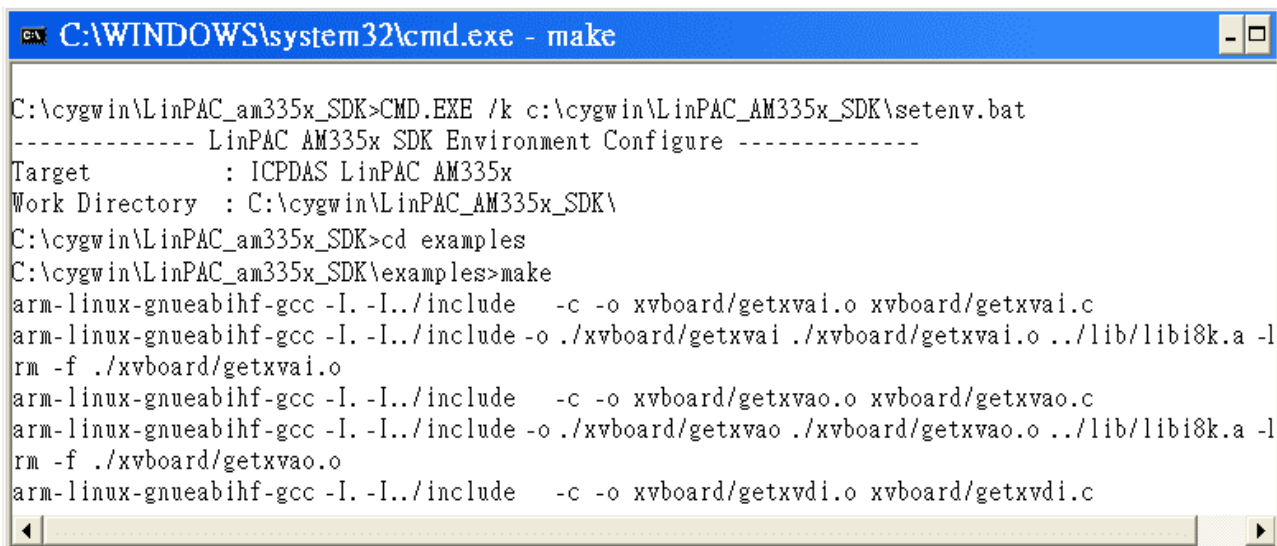 C:\WINDOWS\system32\cmd.exe - make
C:\cygwin\LinPAC_am335x_SDK>CMD.EXE /k c:\cygwin\LinPAC_AM335x_SDK\setenv.bat
-------------- LinPAC AM335x SDK Environment Configure --------------
Target : ICPDAS LinPAC AM335x
Work Directory : C:\cygwin\LinPAC_AM335x_SDK\
C:\cygwin\LinPAC_am335x_SDK>cd examples
C:\cygwin\LinPAC_am335x_SDK\examples>make
arm-linux-gnueabihf-gcc -I. -I../include -c -o xvboard/getxvai.o xvboard/getxvai.c
arm-linux-gnueabihf-gcc -I. -I../include -o ./xvboard/getxvai ./xvboard/getxvai.o ../lib/libi8k.a -l
rm -f ./xvboard/getxvai.o
arm-linux-gnueabihf-gcc -I. -I../include -c -o xvboard/getxvao.o xvboard/getxvao.c
arm-linux-gnueabihf-gcc -I. -I../include -o ./xvboard/getxvao ./xvboard/getxvao.o ../lib/libi8k.a -l
rm -f ./xvboard/getxvao.o
arm-linux-gnueabihf-gcc -I. -I../include -c -o xvboard/getxvdi.o xvboard/getxvdi.c